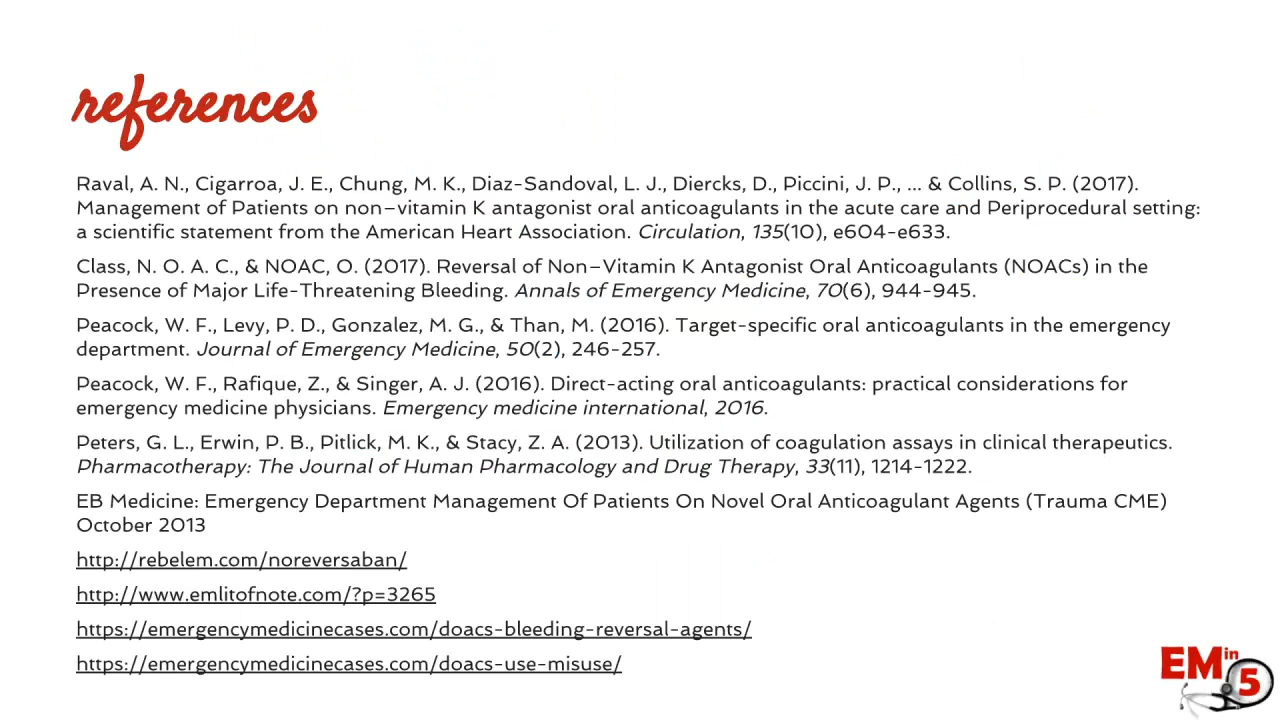 references
Raval, A. N., Cigarroa, J. E., Chung, M. K., Diaz-Sandoval, L. J., Diercks, D., Piccini, J. P., ... & Collins, S. P. (2017).
Management of Patients on non–vitamin K antagonist oral anticoagulants in the acute care and Periprocedural setting:
a scientific statement from the American Heart Association. Circulation, 135(10), e604-e633.
Class, N. O. A. C., & NOAC, O. (2017). Reversal of Non–Vitamin K Antagonist Oral Anticoagulants (NOACs) in the
Presence of Major Life-Threatening Bleeding. Annals of Emergency Medicine, 70(6), 944-945.
Peacock, W. F., Levy, P. D., Gonzalez, M. G., & Than, M. (2016). Target-specific oral anticoagulants in the emergency
department. Journal of Emergency Medicine, 50(2), 246-257.
Peacock, W. F., Rafique, Z., & Singer, A. J. (2016). Direct-acting oral anticoagulants: practical considerations for
emergency medicine physicians. Emergency medicine international, 2016.
Peters, G. L., Erwin, P. B., Pitlick, M. K., & Stacy, Z. A. (2013). Utilization of coagulation assays in clinical therapeutics.
Pharmacotherapy: The Journal of Human Pharmacology and Drug Therapy, 33(11), 1214-1222.
EB Medicine: Emergency Department Management Of Patients On Novel Oral Anticoagulant Agents (Trauma CME)
October 2013
http://rebelem.com/noreversaban/
http://www.emlitofnote.com/?p=3265
https://emergencymedicinecases.com/doacs-bleeding-reversal-agents/
https://emergencymedicinecases.com/doacs-use-misuse/
EM in 5